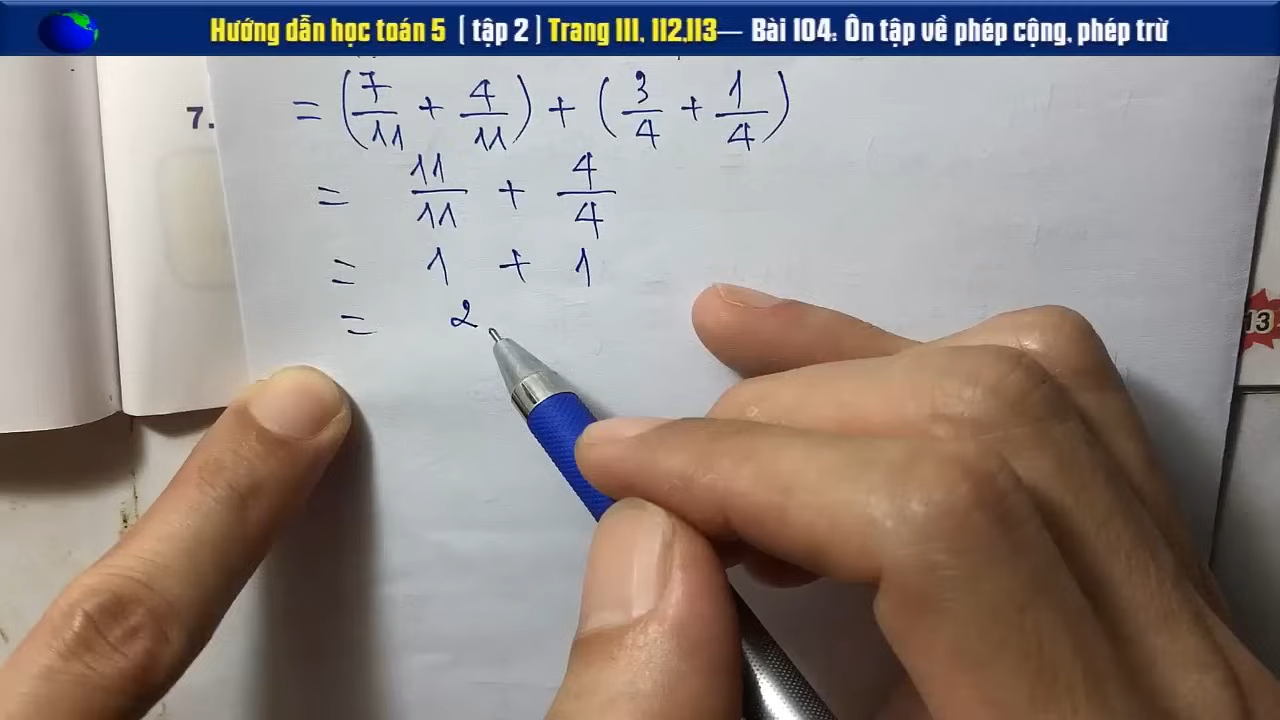 Hướng dẫn học toán 5 ( tập 2 ) Trang 111, 112,113— Bài 104: Ôn tập về phép cộng, phép trừ
7.
= (7/11 + 4/11) + (3/4 + 1/4)
= 11/11 + 4/4
= 1 + 1
= 2
13